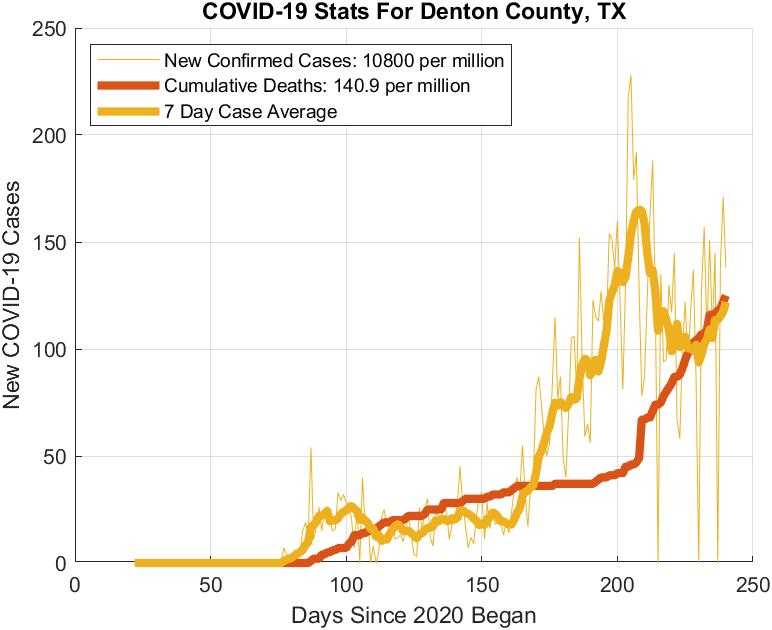 COVID-19 Stats For Denton County, TX
250
New Confirmed Cases: 10800 per million
Cumulative Deaths: 140.9 per million
7 Day Case Average
200
150
100
50
0
New COVID-19 Cases
0 50 100 150 200 250
Days Since 2020 Began